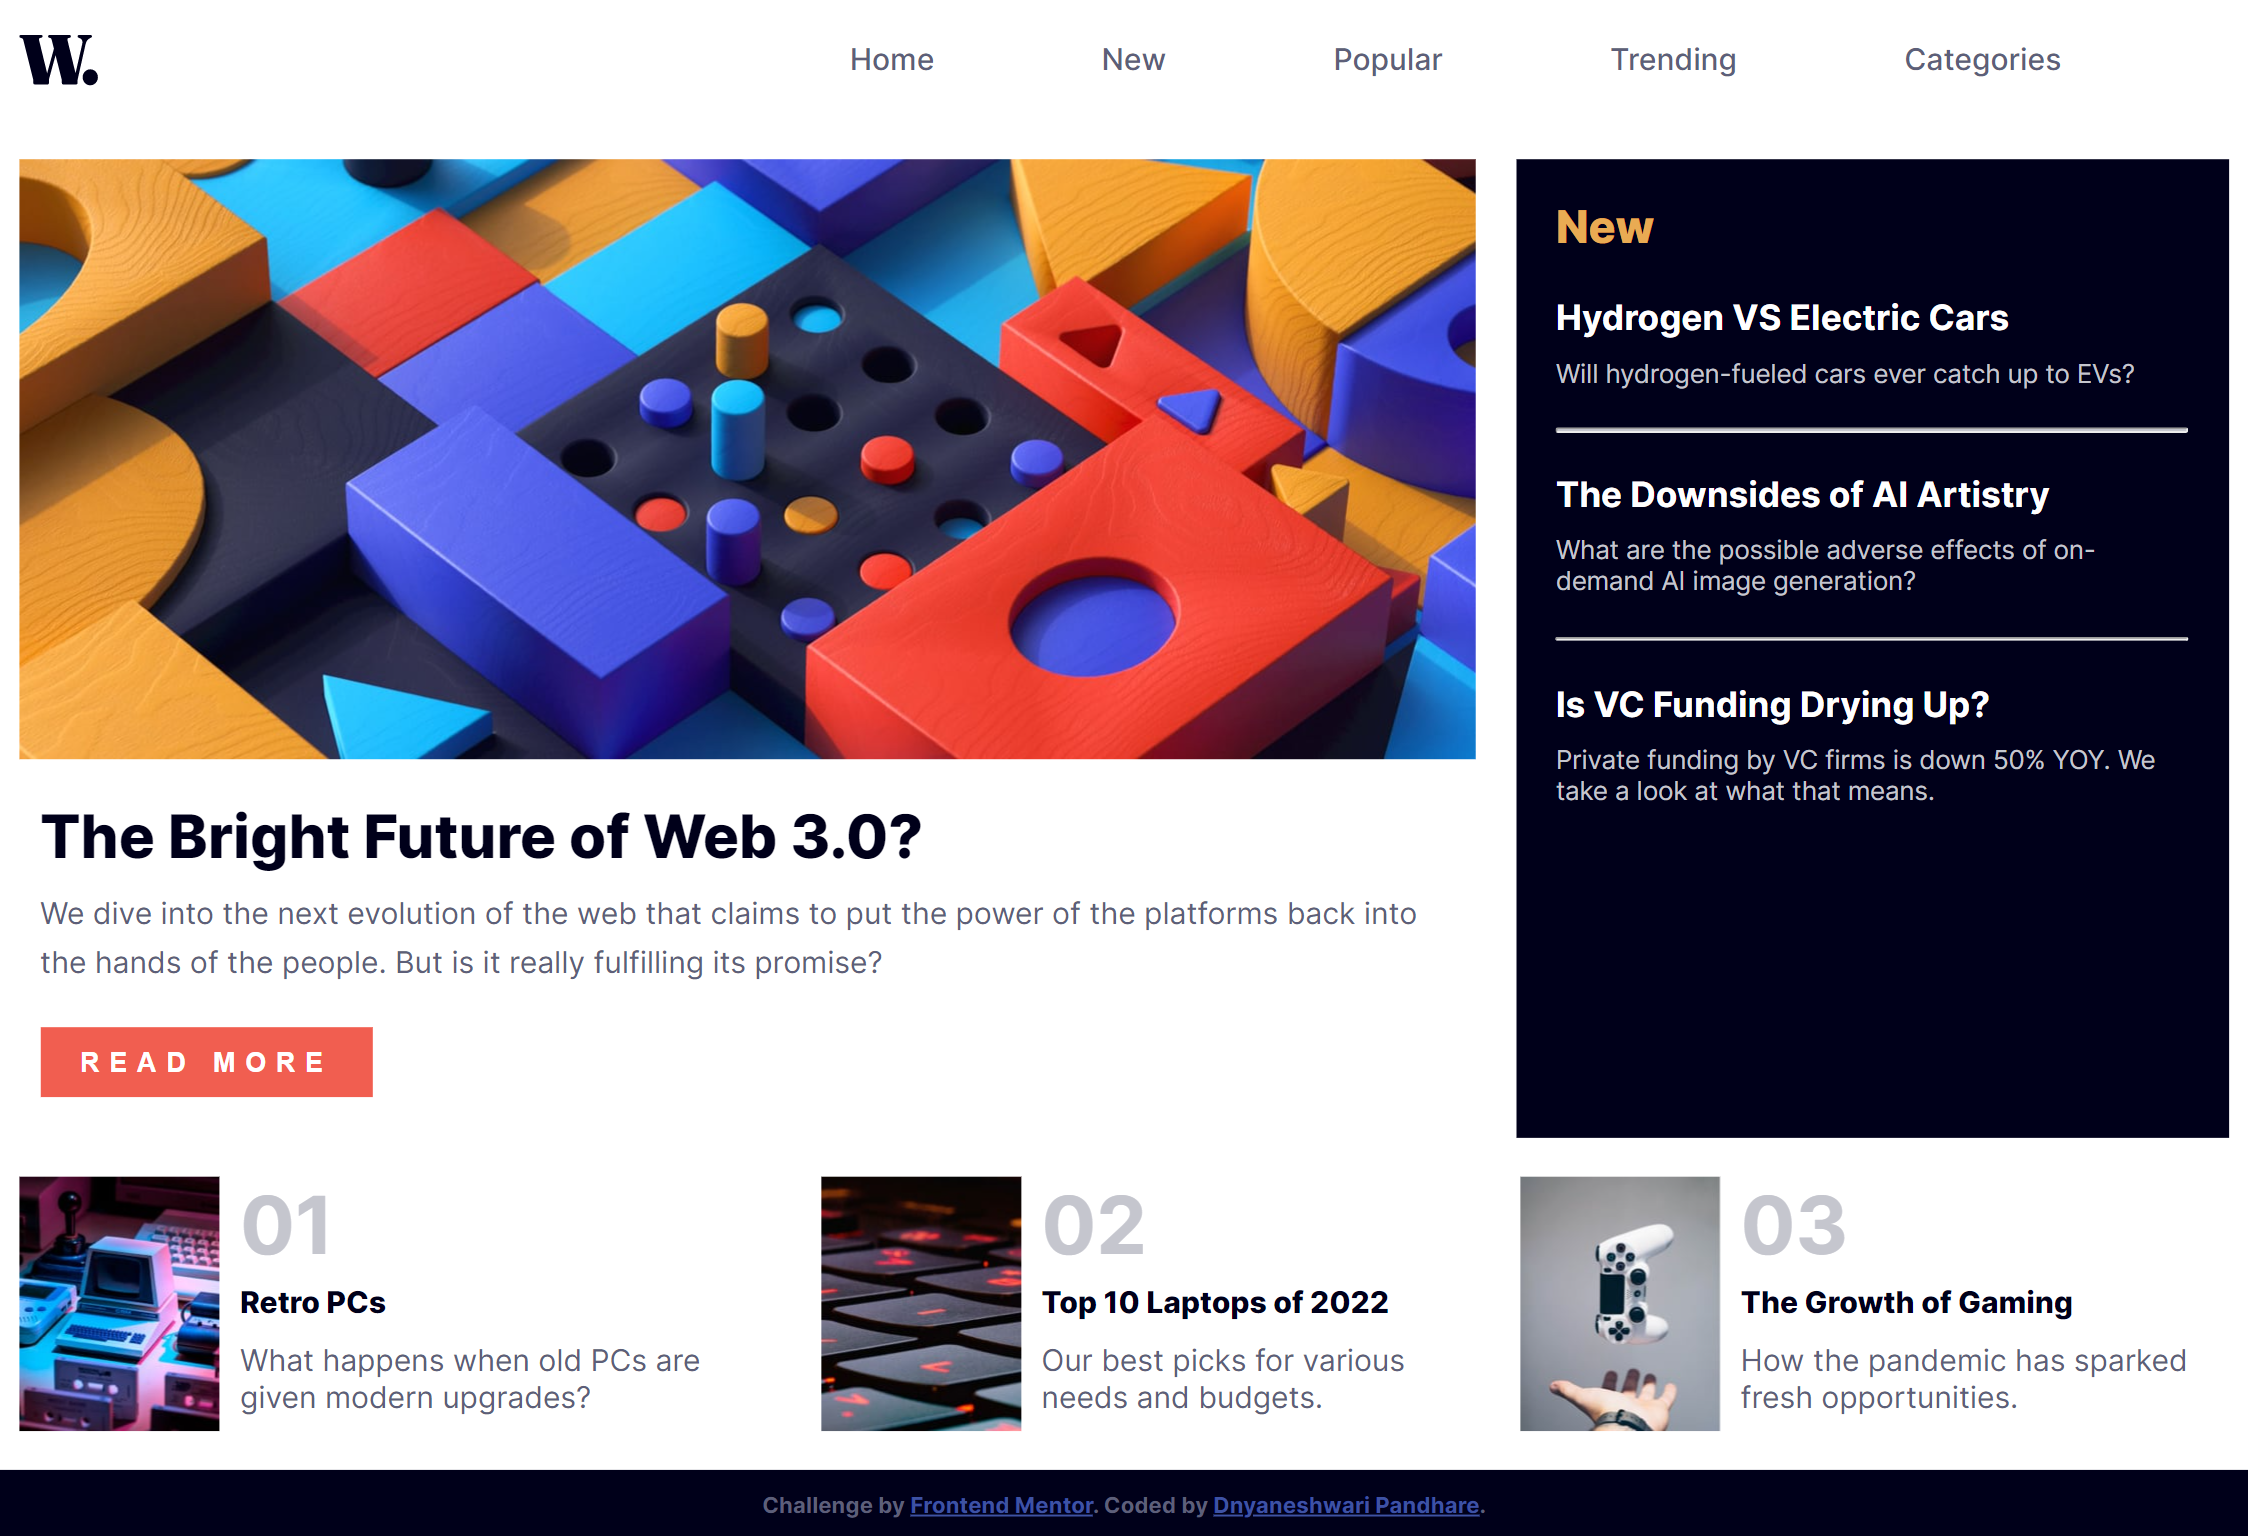 W.
Home New Popular Trending Categories
The Bright Future of Web 3.0?
We dive into the next evolution of the web that claims to put the power of the platforms back into
the hands of the people. But is it really fulfilling its promise?
READ MORE
New
Hydrogen VS Electric Cars
Will hydrogen-fueled cars ever catch up to EVs?
The Downsides of AI Artistry
What are the possible adverse effects of on-
demand AI image generation?
Is VC Funding Drying Up?
Private funding by VC firms is down 50% YOY. We
take a look at what that means.
01
Retro PCs
What happens when old PCs are
given modern upgrades?
02
Top 10 Laptops of 2022
Our best picks for various
needs and budgets.
03
The Growth of Gaming
How the pandemic has sparked
fresh opportunities.
Challenge by Frontend Mentor. Coded by Dnyaneshwari Pandhare.